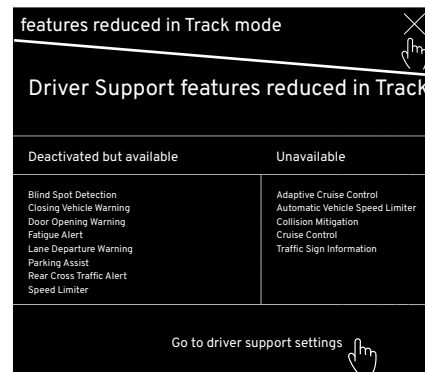 features reduced in Track mode
Driver Support features reduced in Track
Deactivated but available
Unavailable
Blind Spot Detection
Closing Vehicle Warning
Door Opening Warning
Fatigue Alert
Lane Departure Warning
Parking Assist
Rear Cross Traffic Alert
Speed Limiter
Adaptive Cruise Control
Automatic Vehicle Speed Limiter
Collision Mitigation
Cruise Control
Traffic Sign Information
Go to driver support settings